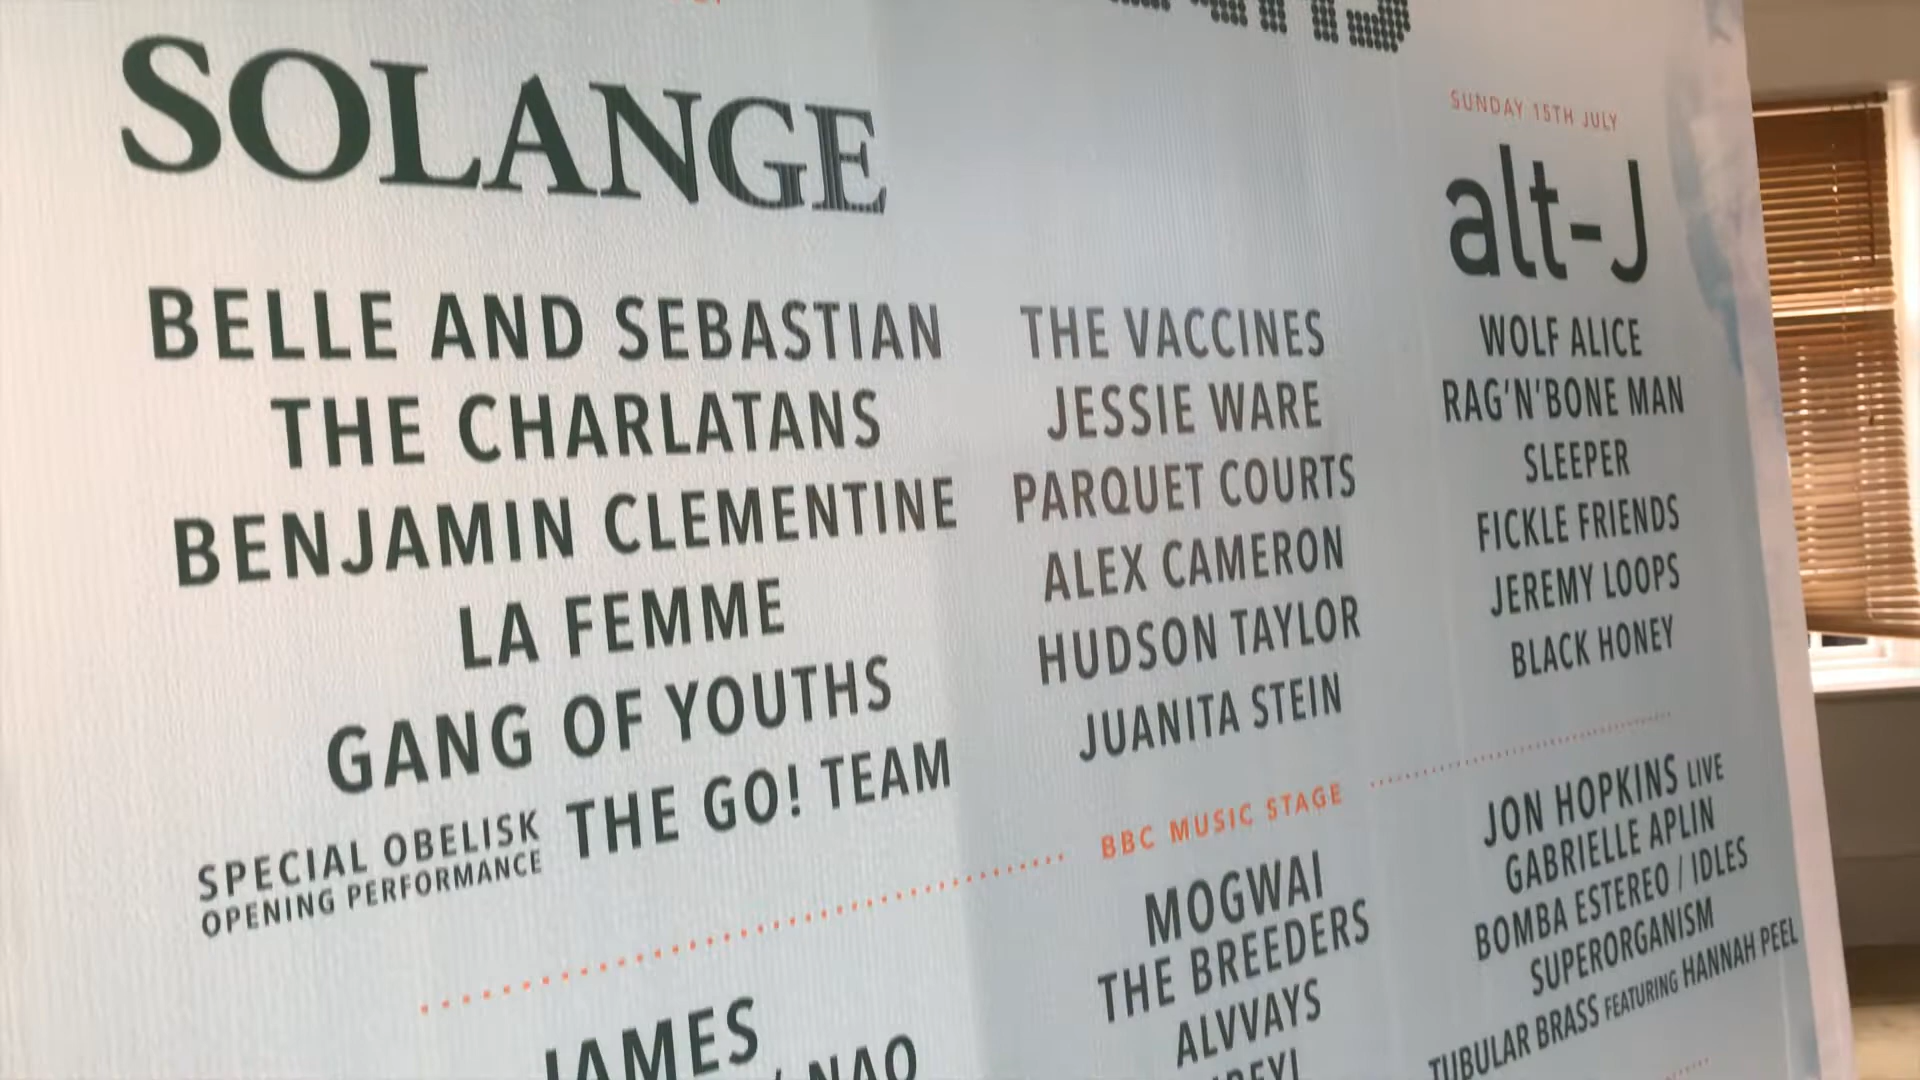 SOLANGE
BELLE AND SEBASTIAN
THE CHARLATANS
BENJAMIN CLEMENTINE
LA FEMME
GANG OF YOUTHS
SPECIAL OBELISK
OPENING PERFORMANCE
THE GO! TEAM
THE VACCINES
JESSIE WARE
PARQUET COURTS
ALEX CAMERON
HUDSON TAYLOR
JUANITA STEIN
SUNDAY 15TH JULY
alt-J
WOLF ALICE
RAG'N'BONE MAN
SLEEPER
FICKLE FRIENDS
JEREMY LOOPS
BLACK HONEY
BBC MUSIC STAGE
JAMES
/ NAO
MOGWAI
THE BREEDERS
ALVVAYS
JON HOPKINS LIVE
GABRIELLE APLIN
BOMBA ESTEREO / IDLES
SUPERORGANISM
TUBULAR BRASS FEATURING HANNAH PEEL